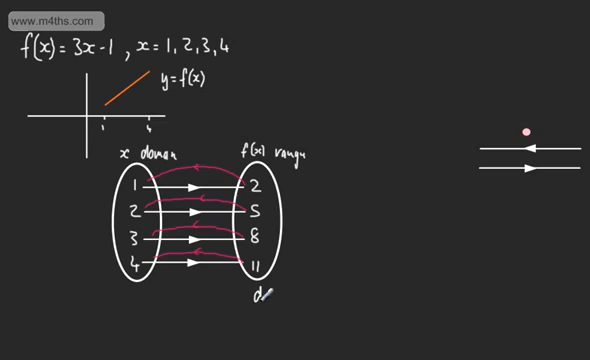 www.m4ths.com
f(x) = 3x-1 , x = 1, 2, 3, 4
y = f(x)
1 4
x domain f(x) range
1 2
2 5
3 8
4 11
d